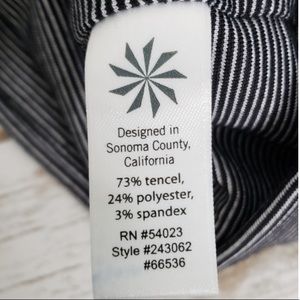 Designed in
Sonoma County,
California
73% tencel,
24% polyester,
3% spandex
RN #54023
Style #243062
#66536